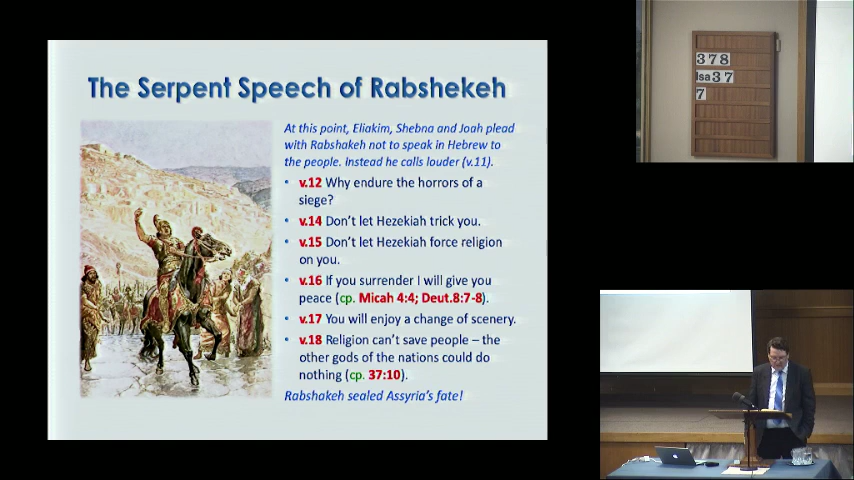 The Serpent Speech of Rabshekeh
At this point, Eliakim, Shebna and Joah plead
with Rabshakeh not to speak in Hebrew to
the people. Instead he calls louder (v.11).
• v.12 Why endure the horrors of a
siege?
• v.14 Don't let Hezekiah trick you.
• v.15 Don't let Hezekiah force religion
on you.
• v.16 If you surrender I will give you
peace (cp. Micah 4:4; Deut.8:7-8).
• v.17 You will enjoy a change of scenery.
• v.18 Religion can't save people – the
other gods of the nations could do
nothing (cp. 37:10).
Rabshakeh sealed Assyria's fate!
378
Isa37
7